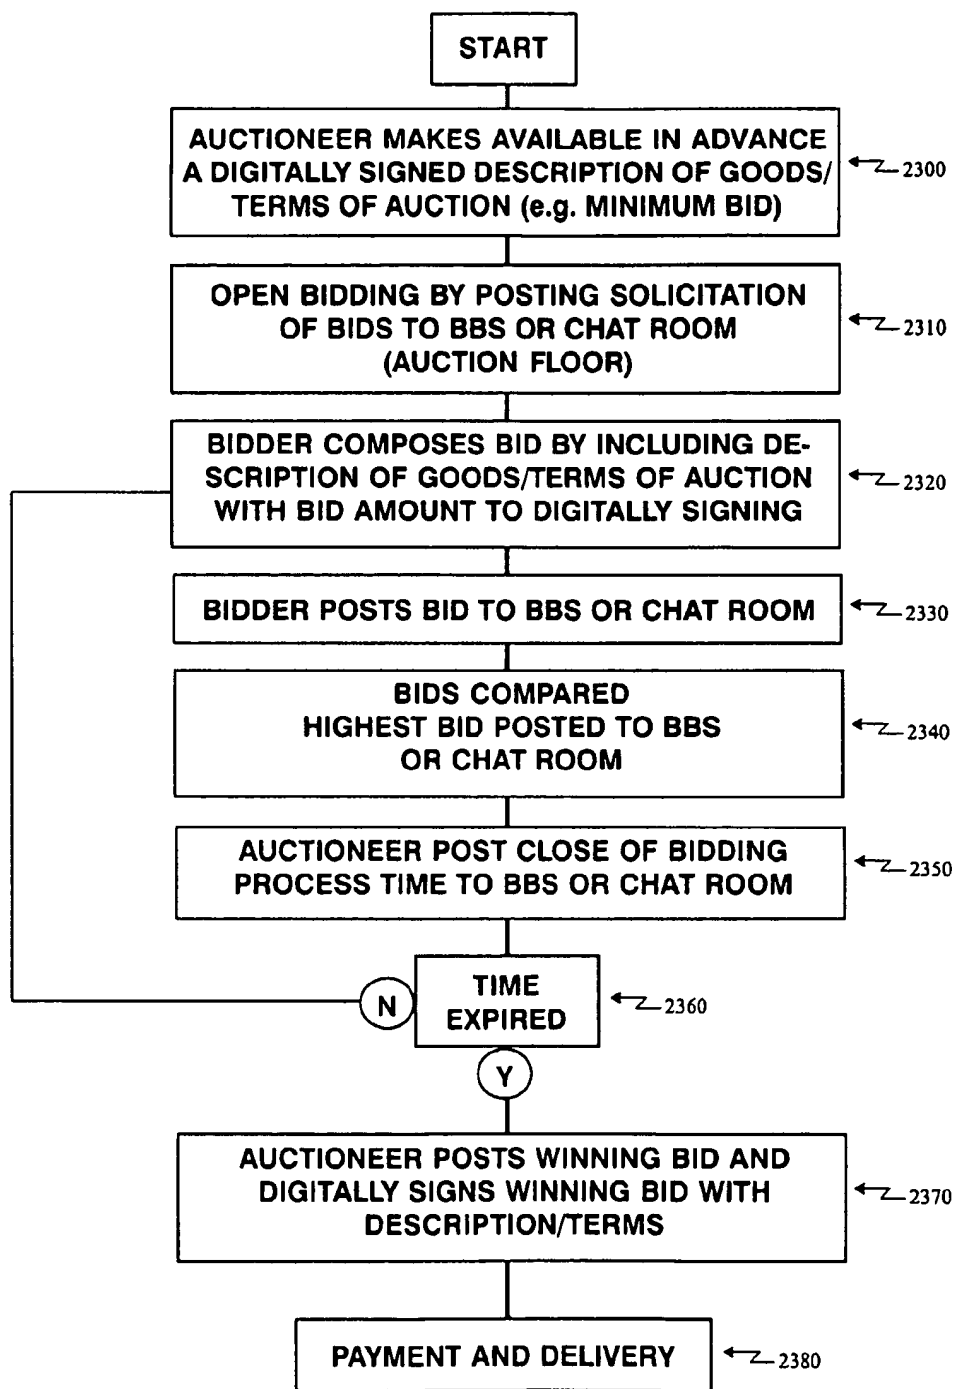 START
AUCTIONEER MAKES AVAILABLE IN ADVANCE
A DIGITALLY SIGNED DESCRIPTION OF GOODS/
TERMS OF AUCTION (e.g. MINIMUM BID)
2300
OPEN BIDDING BY POSTING SOLICITATION
OF BIDS TO BBS OR CHAT ROOM
(AUCTION FLOOR)
2310
BIDDER COMPOSES BID BY INCLUDING DE-
SCRIPTION OF GOODS/TERMS OF AUCTION
WITH BID AMOUNT TO DIGITALLY SIGNING
2320
BIDDER POSTS BID TO BBS OR CHAT ROOM
2330
BIDS COMPARED
HIGHEST BID POSTED TO BBS
OR CHAT ROOM
2340
AUCTIONEER POST CLOSE OF BIDDING
PROCESS TIME TO BBS OR CHAT ROOM
2350
TIME
EXPIRED
N
2360
Y
AUCTIONEER POSTS WINNING BID AND
DIGITALLY SIGNS WINNING BID WITH
DESCRIPTION/TERMS
2370
PAYMENT AND DELIVERY
2380